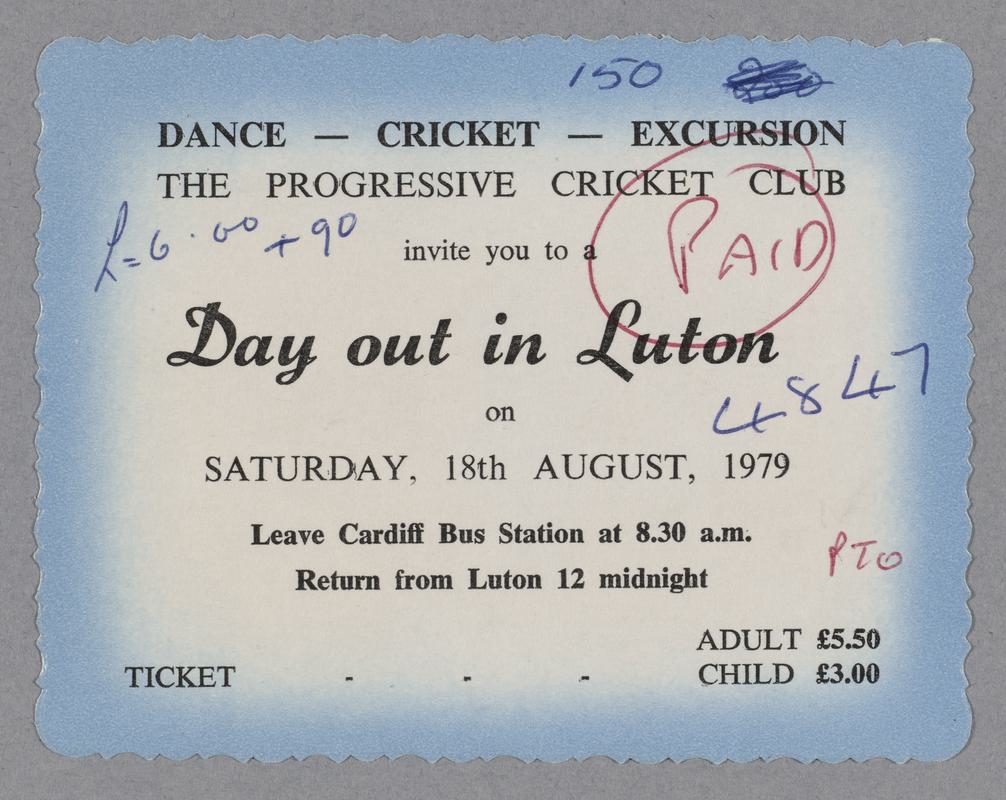 150
DANCE — CRICKET — EXCURSION
THE PROGRESSIVE CRICKET CLUB
£=6.00 + 90
invite you to a
PAID
Day out in Luton
4847
on
SATURDAY, 18th AUGUST, 1979
Leave Cardiff Bus Station at 8.30 a.m.
PTO
Return from Luton 12 midnight
ADULT £5.50
TICKET - - - CHILD £3.00